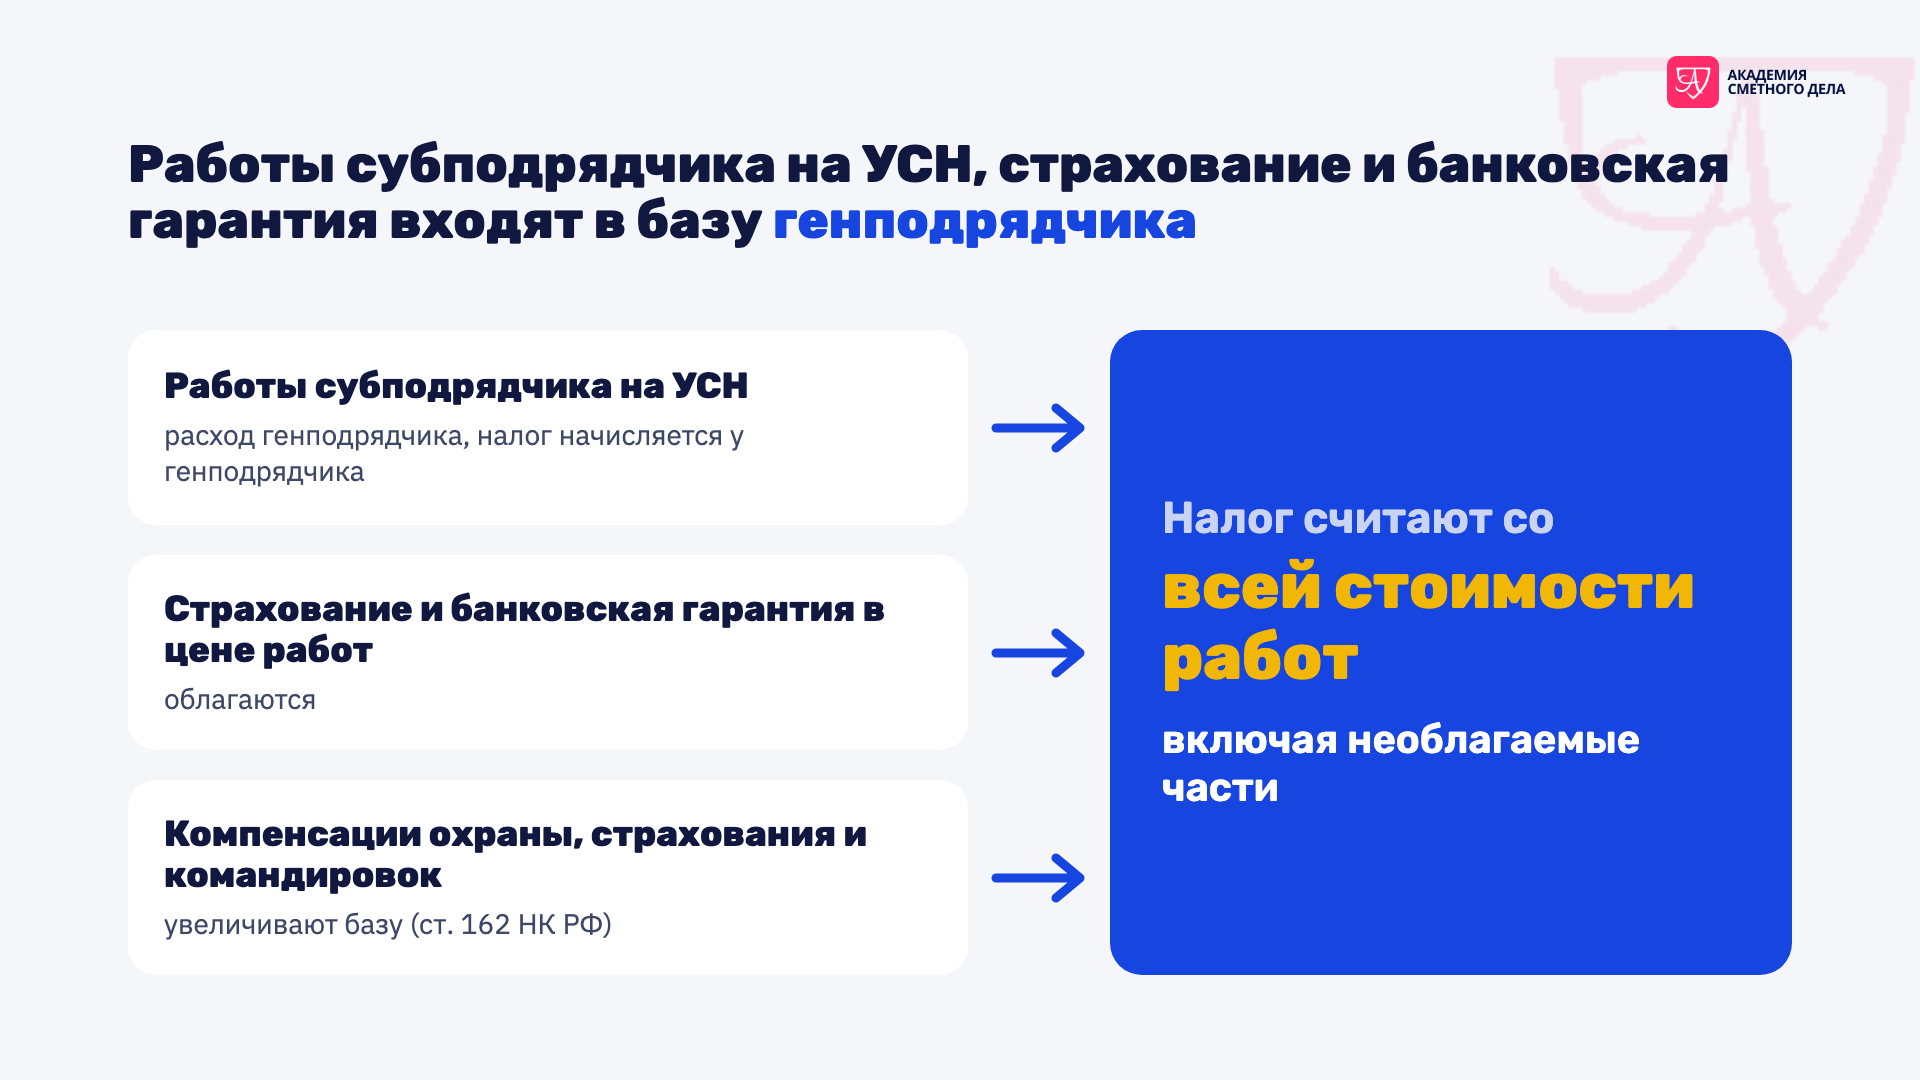 АКАДЕМИЯ
СМЕТНОГО ДЕЛА
Работы субподрядчика на УСН, страхование и банковская
гарантия входят в базу генподрядчика
Работы субподрядчика на УСН
расход генподрядчика, налог начисляется у
генподрядчика
Страхование и банковская гарантия в
цене работ
облагаются
Компенсации охраны, страхования и
командировок
увеличивают базу (ст. 162 НК РФ)
Налог считают со
всей стоимости
работ
включая необлагаемые
части